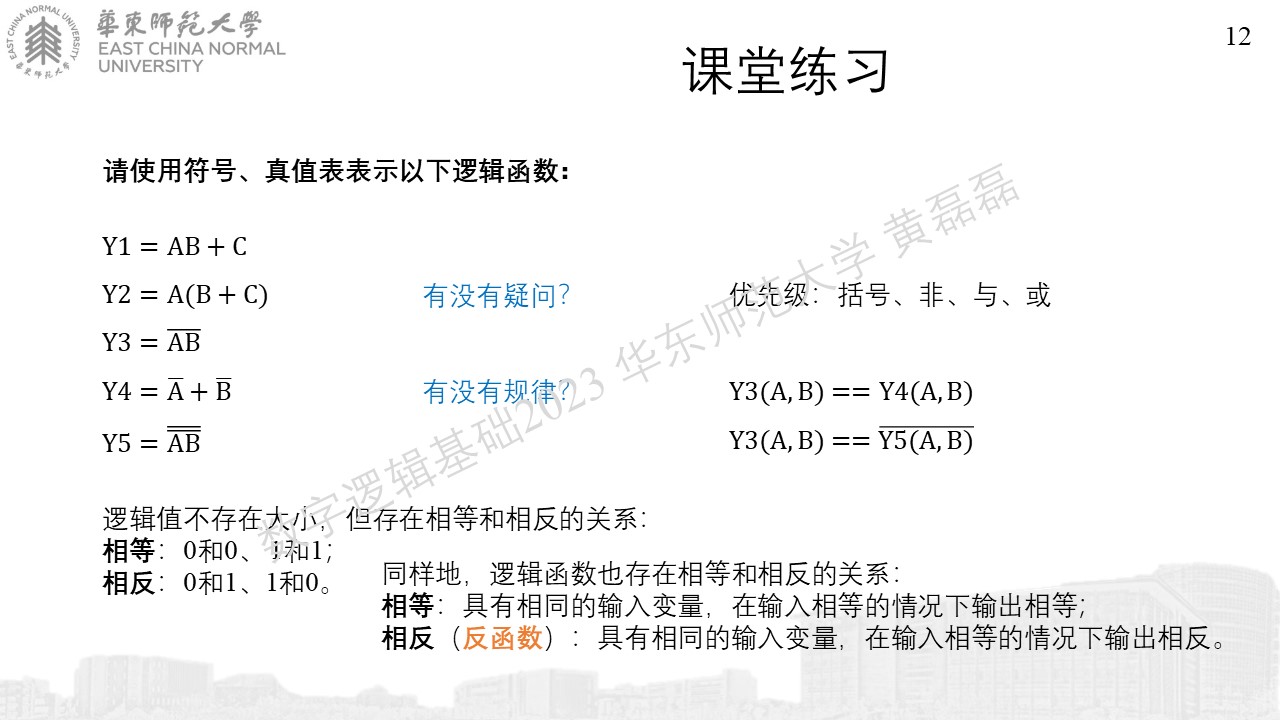 華東師範大學
EAST CHINA NORMAL
UNIVERSITY
EAST CHINA NORMAL UNIVERSITY
華東師範大學
12
课堂练习
请使用符号、真值表表示以下逻辑函数：
Y1 = AB + C
Y2 = A(B + C)
有没有疑问？
优先级：括号、非、与、或
Y3 = \overline{AB}
Y4 = \overline{A} + \overline{B}
有没有规律？
Y3(A, B) == Y4(A, B)
Y5 = \overline{\overline{AB}}
Y3(A, B) == \overline{Y5(A, B)}
逻辑值不存在大小，但存在相等和相反的关系：
相等：0和0、1和1；
相反：0和1、1和0。
同样地，逻辑函数也存在相等和相反的关系：
相等：具有相同的输入变量，在输入相等的情况下输出相等；
相反（反函数）：具有相同的输入变量，在输入相等的情况下输出相反。
数字逻辑基础2023 华东师范大学 黄磊磊